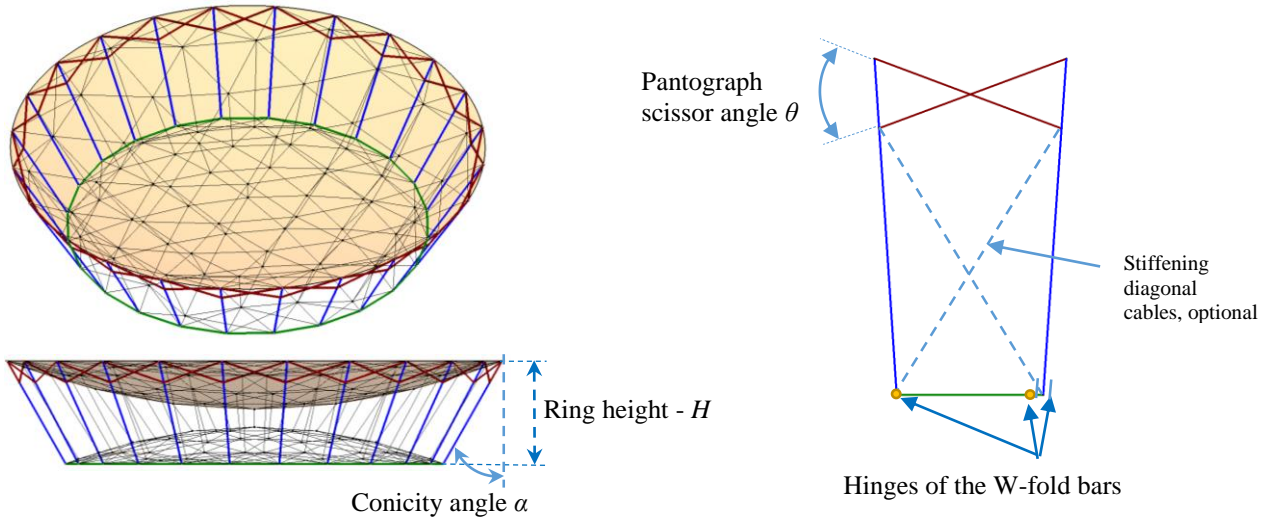 Pantograph
scissor angle θ
Stiffening
diagonal
cables, optional
Ring height - H
Conicity angle α
Hinges of the W-fold bars